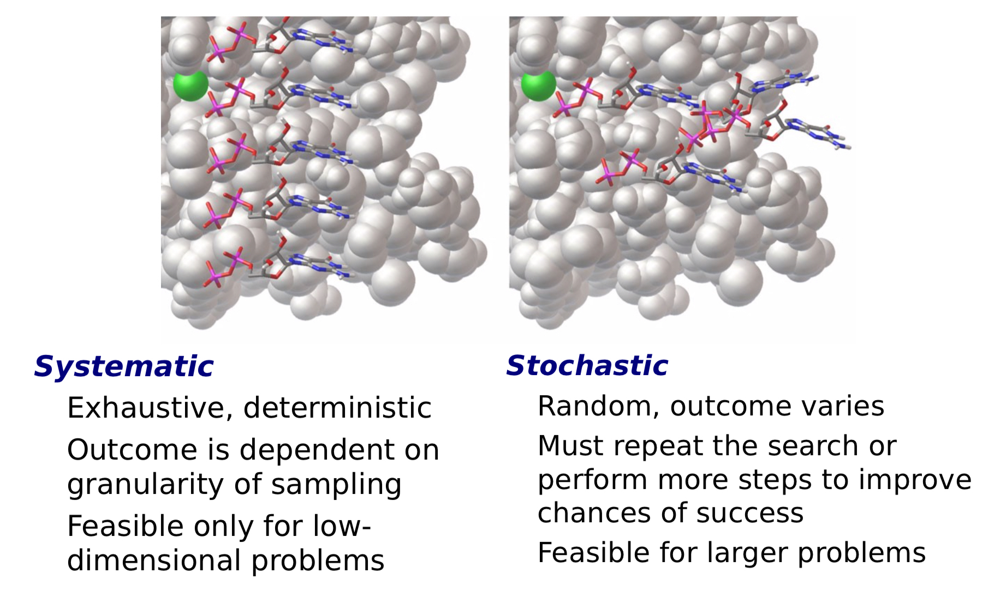 Systematic
Exhaustive, deterministic
Outcome is dependent on
granularity of sampling
Feasible only for low-
dimensional problems
Stochastic
Random, outcome varies
Must repeat the search or
perform more steps to improve
chances of success
Feasible for larger problems